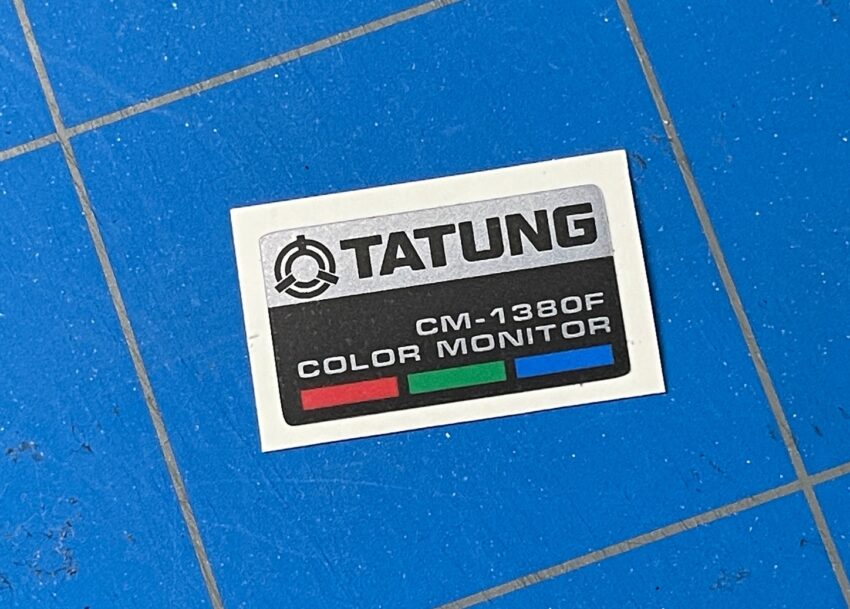 TATUNG
CM-1380F
COLOR MONITOR